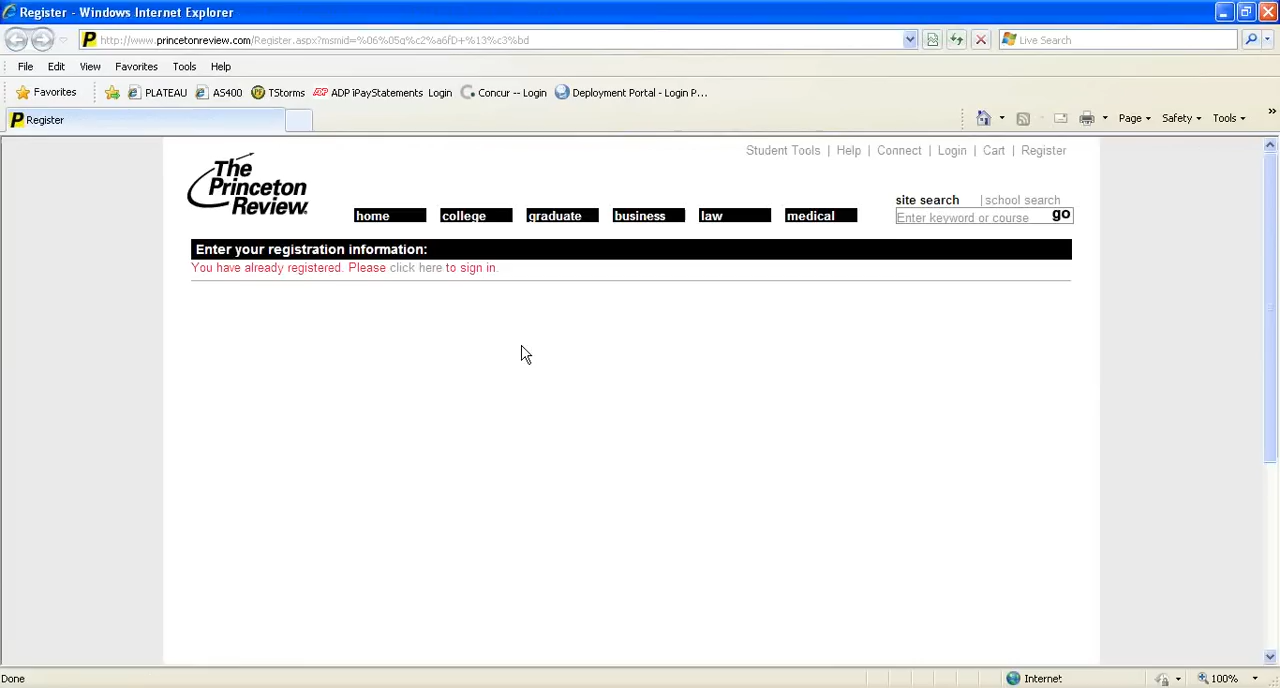 Register - Windows Internet Explorer
P http://www.princetonreview.com/Register.aspx?msmid=%06%05q%c2%a6fD+%13%c3%bd
Live Search
File Edit View Favorites Tools Help
Favorites PLATEAU AS400 TStorms ADP iPayStatements Login Concur -- Login Deployment Portal - Login P...
P Register
Page Safety Tools »
Student Tools | Help | Connect | Login | Cart | Register
The
Princeton
Review
site search | school search
home college graduate business law medical
Enter keyword or course go
Enter your registration information:
You have already registered. Please click here to sign in.
Done
Internet
100%